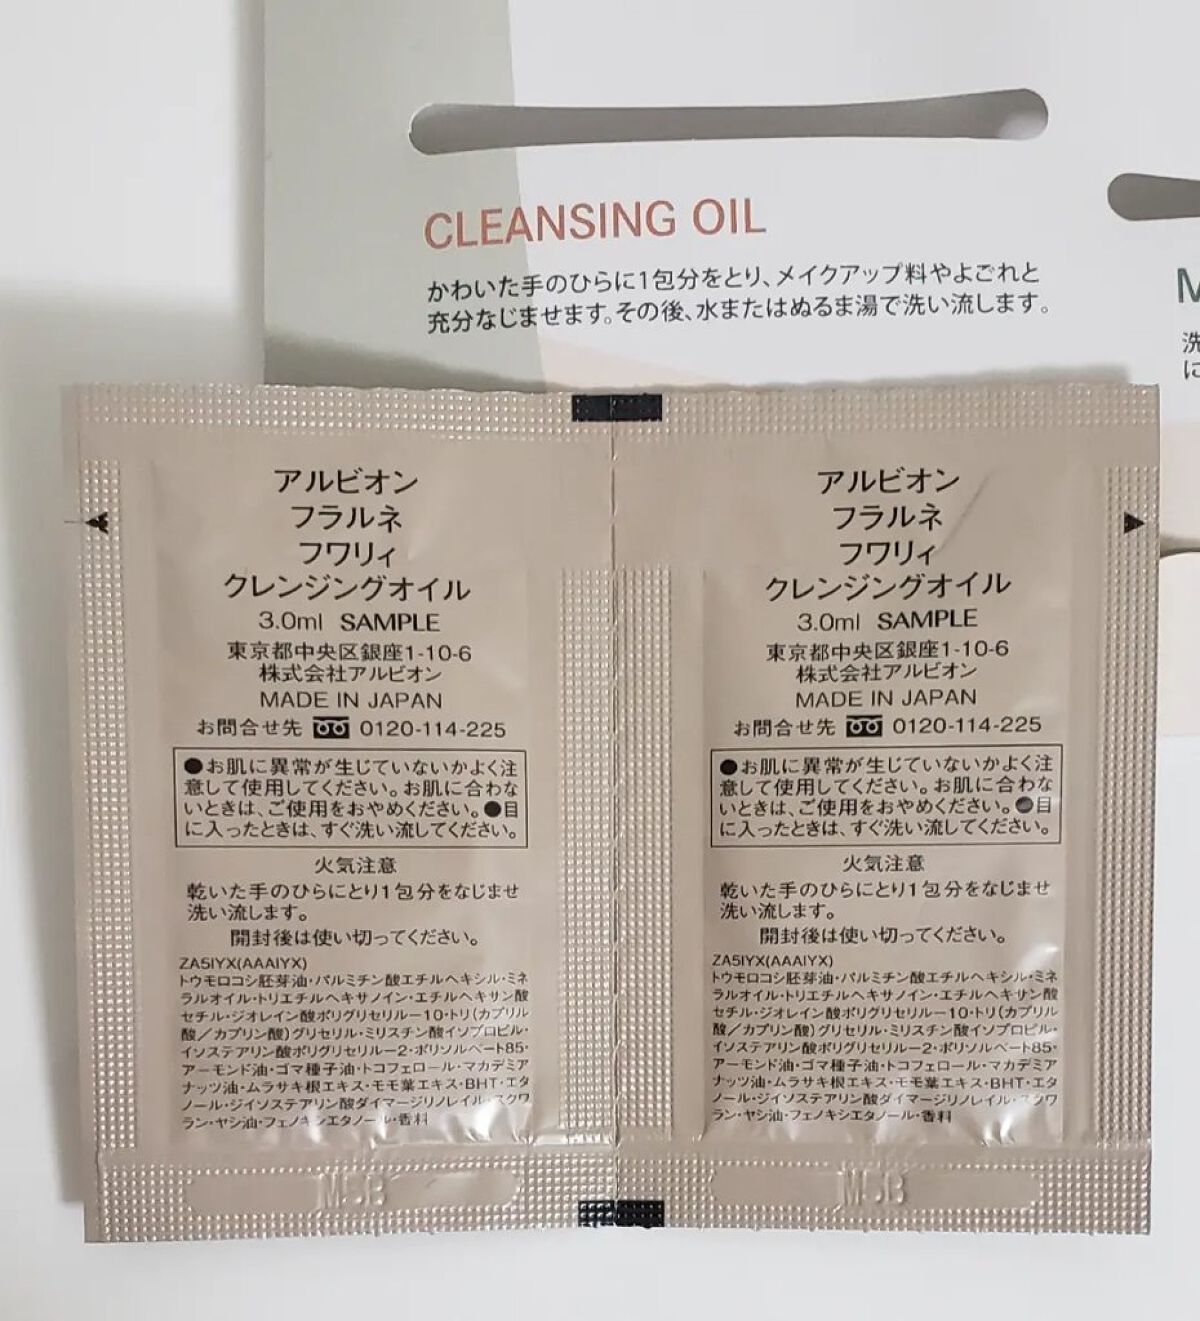 CLEANSING OIL
かわいた手のひらに1包分をとり、メイクアップ料やよごれと
充分なじませます。その後、水またはぬるま湯で洗い流します。
M
洗
に
アルビオン
フラルネ
フワリィ
クレンジングオイル
3.0ml SAMPLE
東京都中央区銀座1-10-6
株式会社アルビオン
MADE IN JAPAN
お問合せ先 0120-114-225
●お肌に異常が生じていないかよく注
意して使用してください。お肌に合わな
いときは、ご使用をおやめください。●目
に入ったときは、すぐ洗い流してください。
火気注意
乾いた手のひらにとり1包分をなじませ
洗い流します。
開封後は使い切ってください。
ZA5IYX(AAAIYX)
トウモロコシ胚芽油・パルミチン酸エチルヘキシル・ミネ
ラルオイル・トリエチルヘキサノイン・エチルヘキサン酸
セチル・ジオレイン酸ポリグリセリル－10・トリ(カプリル
酸／カプリン酸)グリセリル・ミリスチン酸イソプロピル・
イソステアリン酸ポリグリセリル－2・ポリソルベート85・
アーモンド油・ゴマ種子油・トコフェロール・マカデミア
ナッツ油・ムラサキ根エキス・モモ葉エキス・BHT・エタ
ノール・ジイソステアリン酸ダイマージリノレイル・スクワ
ラン・ヤシ油・フェノキシエタノール・香料
アルビオン
フラルネ
フワリィ
クレンジングオイル
3.0ml SAMPLE
東京都中央区銀座1-10-6
株式会社アルビオン
MADE IN JAPAN
お問合せ先 0120-114-225
●お肌に異常が生じていないかよく注
意して使用してください。お肌に合わな
いときは、ご使用をおやめください。●目
に入ったときは、すぐ洗い流してください。
火気注意
乾いた手のひらにとり1包分をなじませ
洗い流します。
開封後は使い切ってください。
ZA5IYX(AAAIYX)
トウモロコシ胚芽油・パルミチン酸エチルヘキシル・ミネ
ラルオイル・トリエチルヘキサノイン・エチルヘキサン酸
セチル・ジオレイン酸ポリグリセリル－10・トリ(カプリル
酸／カプリン酸)グリセリル・ミリスチン酸イソプロピル・
イソステアリン酸ポリグリセリル－2・ポリソルベート85・
アーモンド油・ゴマ種子油・トコフェロール・マカデミア
ナッツ油・ムラサキ根エキス・モモ葉エキス・BHT・エタ
ノール・ジイソステアリン酸ダイマージリノレイル・スクワ
ラン・ヤシ油・フェノキシエタノール・香料